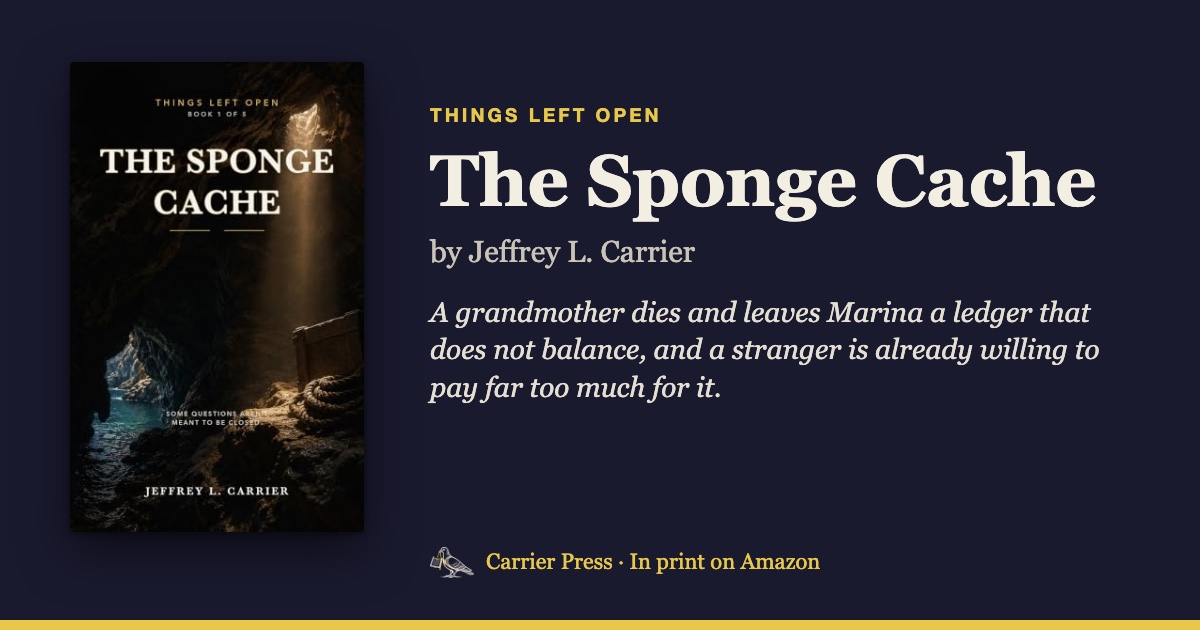 THINGS LEFT OPEN
BOOK 1 OF 5
THE SPONGE
CACHE
SOME QUESTIONS AREN'T
MEANT TO BE CLOSED.
JEFFREY L. CARRIER
THINGS LEFT OPEN
The Sponge Cache
by Jeffrey L. Carrier
A grandmother dies and leaves Marina a ledger that
does not balance, and a stranger is already willing to
pay far too much for it.
Carrier Press · In print on Amazon